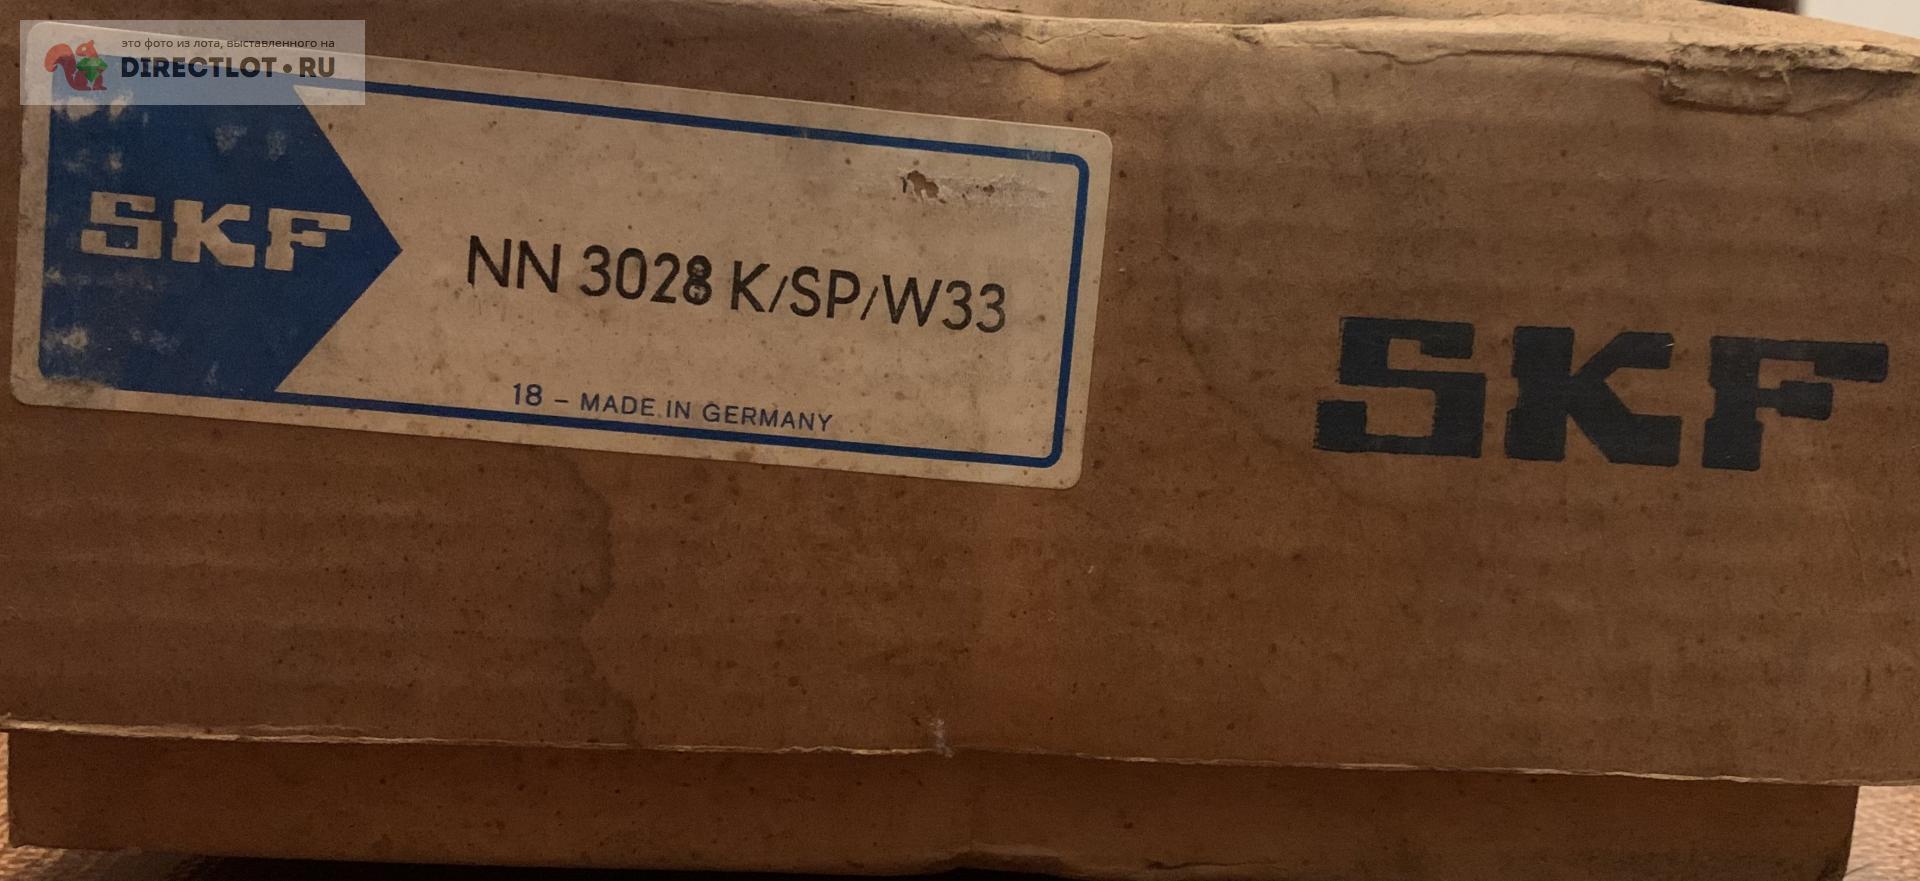 это фото из лота, выставленного на
DIRECTLOT.RU
SKF
NN 3028 K/SP/W33
18 - MADE IN GERMANY
SKF